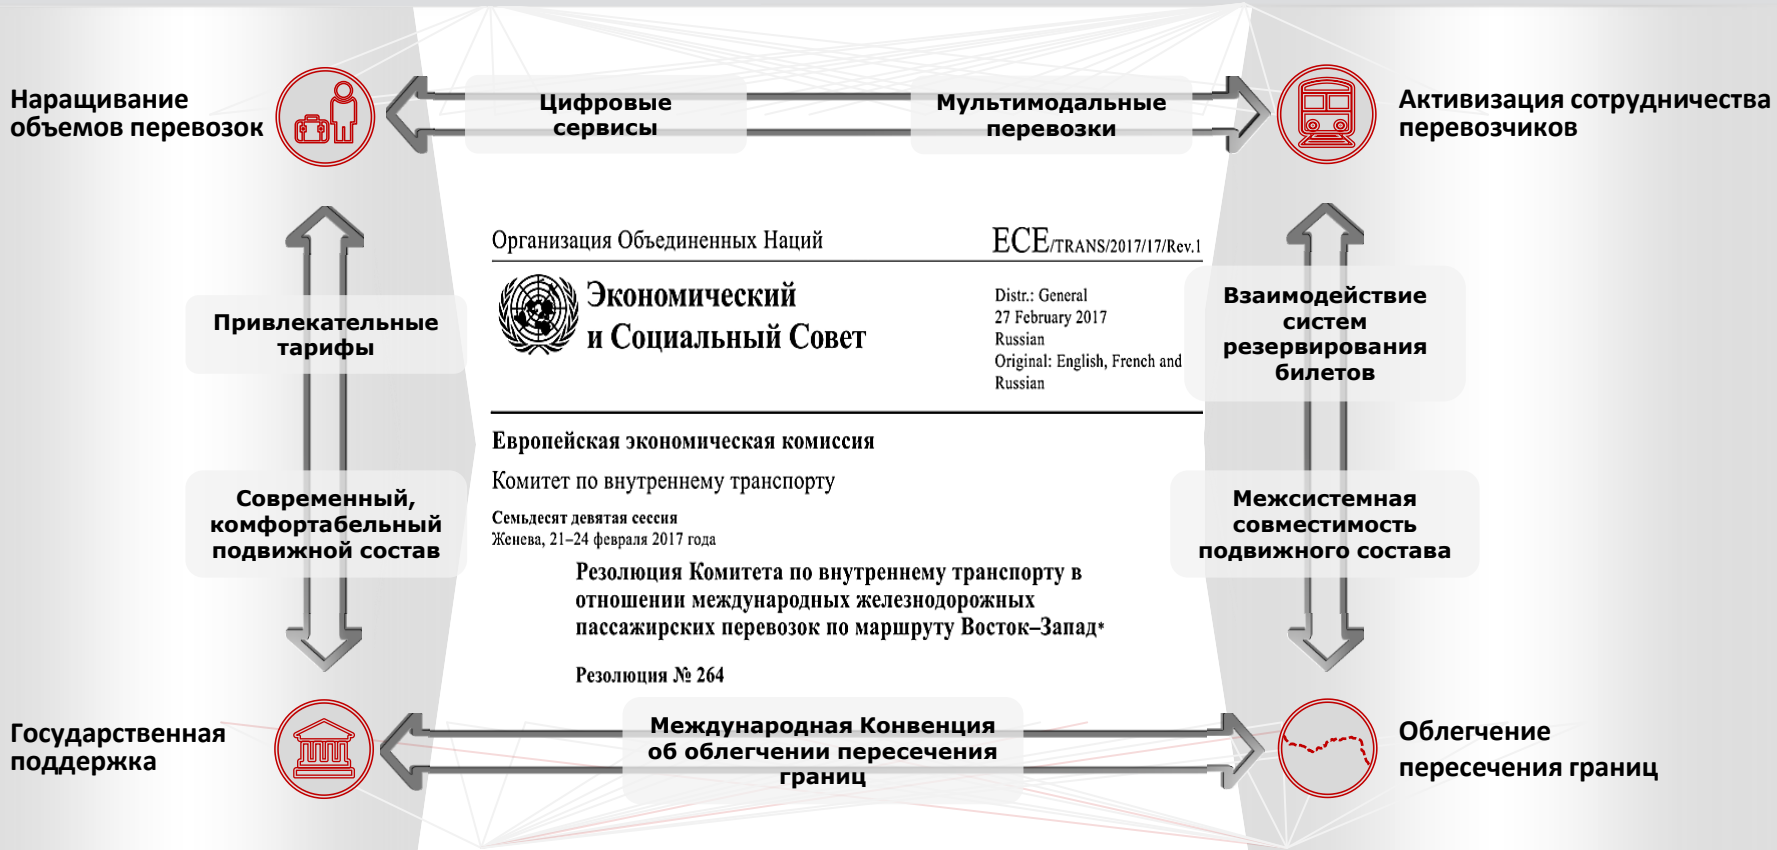 Наращивание
объемов перевозок
Цифровые
сервисы
Мультимодальные
перевозки
Активизация сотрудничества
перевозчиков
Организация Объединенных Наций
ECE/TRANS/2017/17/Rev.1
Экономический
и Социальный Совет
Distr.: General
27 February 2017
Russian
Original: English, French and
Russian
Привлекательные
тарифы
Взаимодействие
систем
резервирования
билетов
Европейская экономическая комиссия
Комитет по внутреннему транспорту
Семьдесят девятая сессия
Женева, 21–24 февраля 2017 года
Современный,
комфортабельный
подвижной состав
Межсистемная
совместимость
подвижного состава
Резолюция Комитета по внутреннему транспорту в
отношении международных железнодорожных
пассажирских перевозок по маршруту Восток–Запад*
Резолюция № 264
Государственная
поддержка
Международная Конвенция
об облегчении пересечения
границ
Облегчение
пересечения границ